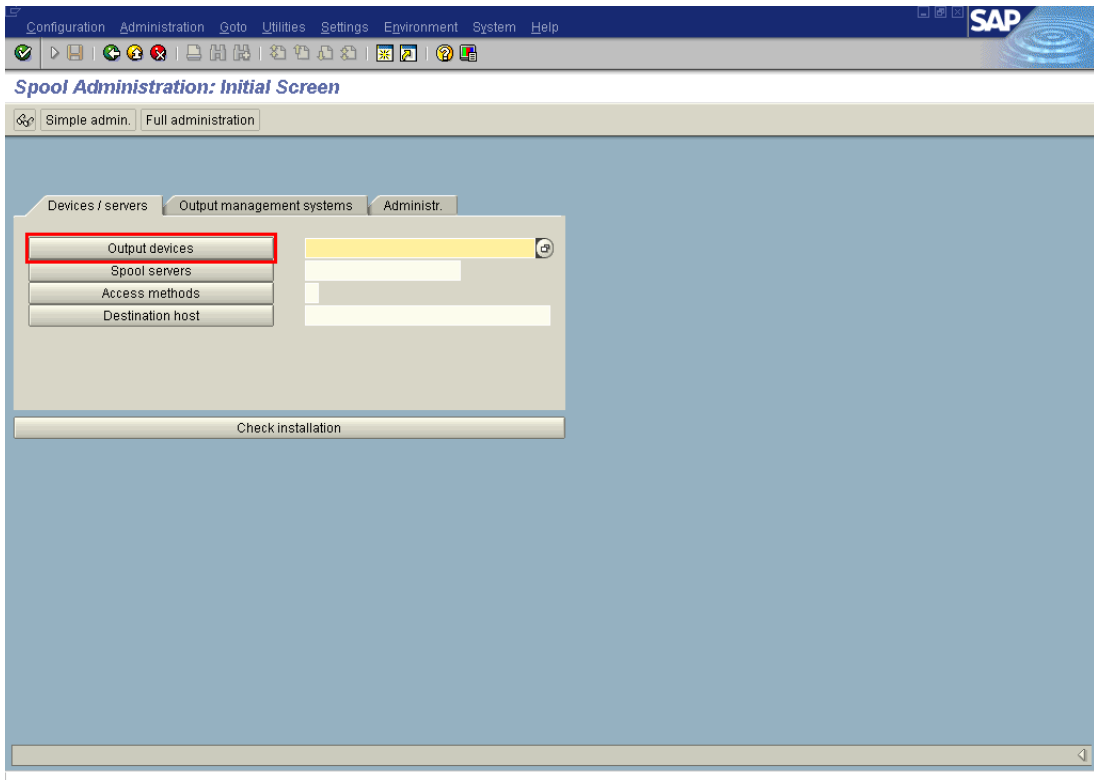 Configuration Administration Goto Utilities Settings Environment System Help
SAP
Spool Administration: Initial Screen
Simple admin. Full administration
Devices / servers Output management systems Administr.
Output devices
Spool servers
Access methods
Destination host
Check installation